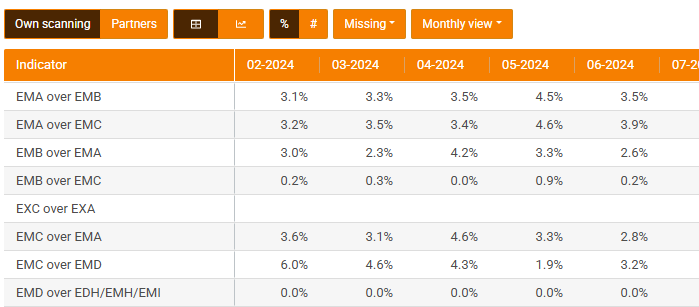 Own scanning Partners % # Missing Monthly view
Indicator 02-2024 03-2024 04-2024 05-2024 06-2024 07-20
EMA over EMB 3.1% 3.3% 3.5% 4.5% 3.5%
EMA over EMC 3.2% 3.5% 3.4% 4.6% 3.9%
EMB over EMA 3.0% 2.3% 4.2% 3.3% 2.6%
EMB over EMC 0.2% 0.3% 0.0% 0.9% 0.2%
EXC over EXA
EMC over EMA 3.6% 3.1% 4.6% 3.3% 2.8%
EMC over EMD 6.0% 4.6% 4.3% 1.9% 3.2%
EMD over EDH/EMH/EMI 0.0% 0.0% 0.0% 0.0% 0.0%